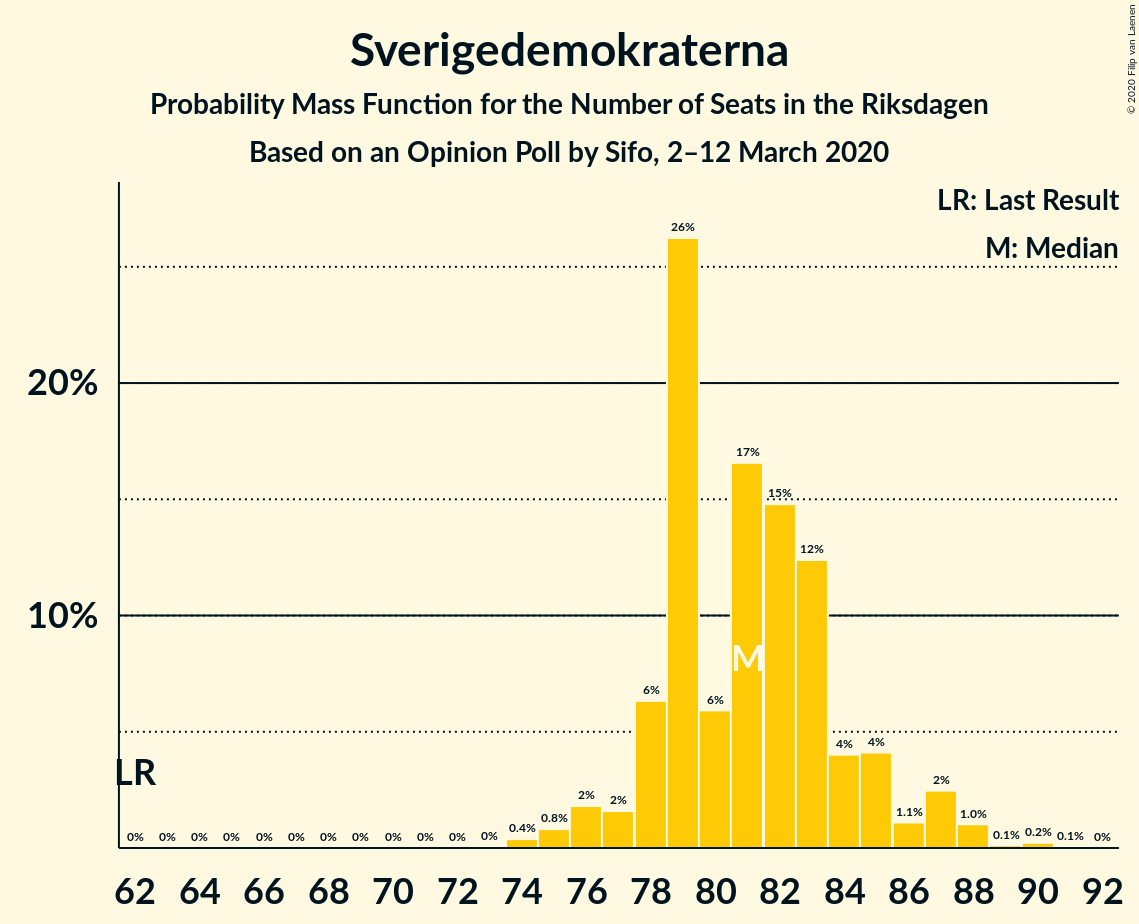 Sverigedemokraterna
Probability Mass Function for the Number of Seats in the Riksdagen
Based on an Opinion Poll by Sifo, 2–12 March 2020
© 2020 Filip van Laenen
LR: Last Result
M: Median
26%
20%
17%
15%
12%
10%
M
6%
6%
4%
4%
LR
2%
2%
2%
1.1%
1.0%
0.8%
0.4%
0% 0% 0% 0% 0% 0% 0% 0% 0% 0% 0% 0% 0.1% 0.2% 0.1% 0%
62 64 66 68 70 72 74 76 78 80 82 84 86 88 90 92